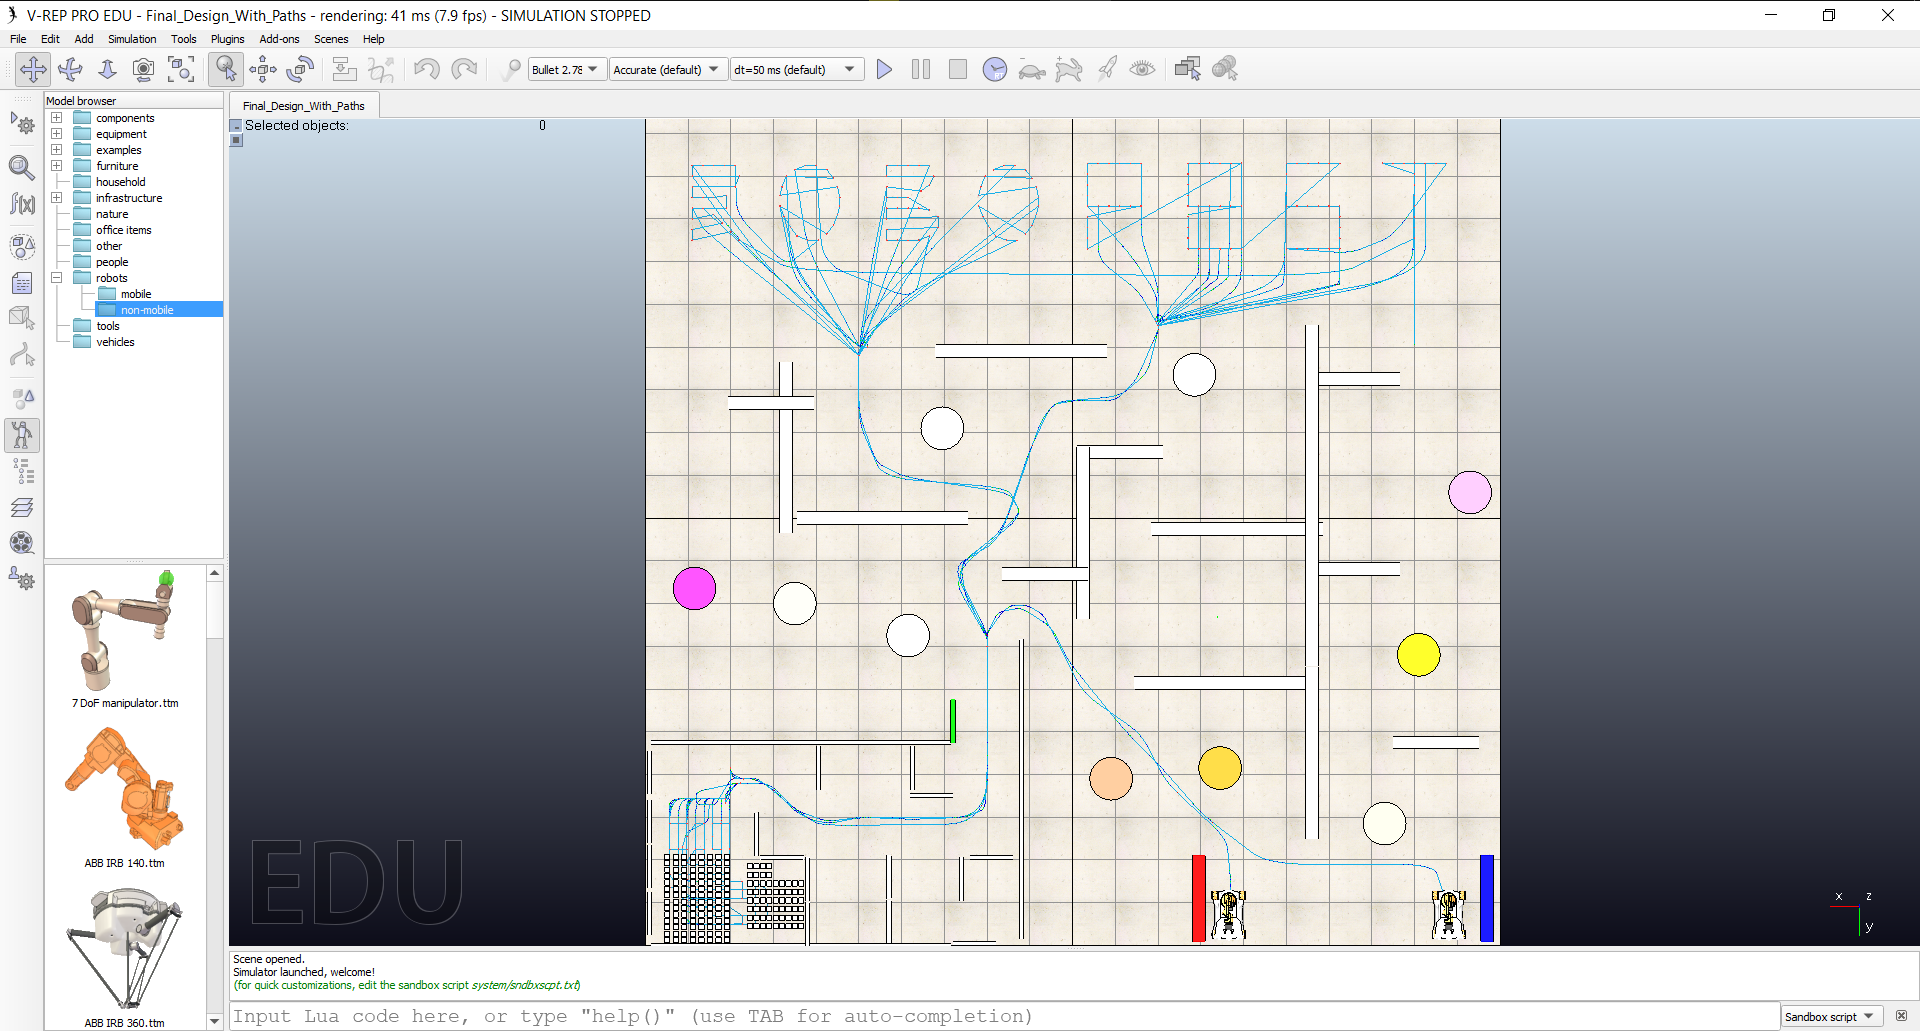 V-REP PRO EDU - Final_Design_With_Paths - rendering: 41 ms (7.9 fps) - SIMULATION STOPPED
File Edit Add Simulation Tools Plugins Add-ons Scenes Help
Bullet 2.78 Accurate (default) dt=50 ms (default)
RT
f(x)
Model browser
components
equipment
examples
furniture
household
infrastructure
nature
office items
other
people
robots
mobile
non-mobile
tools
vehicles
7 DoF manipulator.ttm
ABB IRB 140.ttm
ABB IRB 360.ttm
Final_Design_With_Paths
Selected objects: 0
EDU
x z
y
Scene opened.
Simulator launched, welcome!
(for quick customizations, edit the sandbox script system/sndbxscpt.txt)
Input Lua code here, or type "help()" (use TAB for auto-completion)
Sandbox script